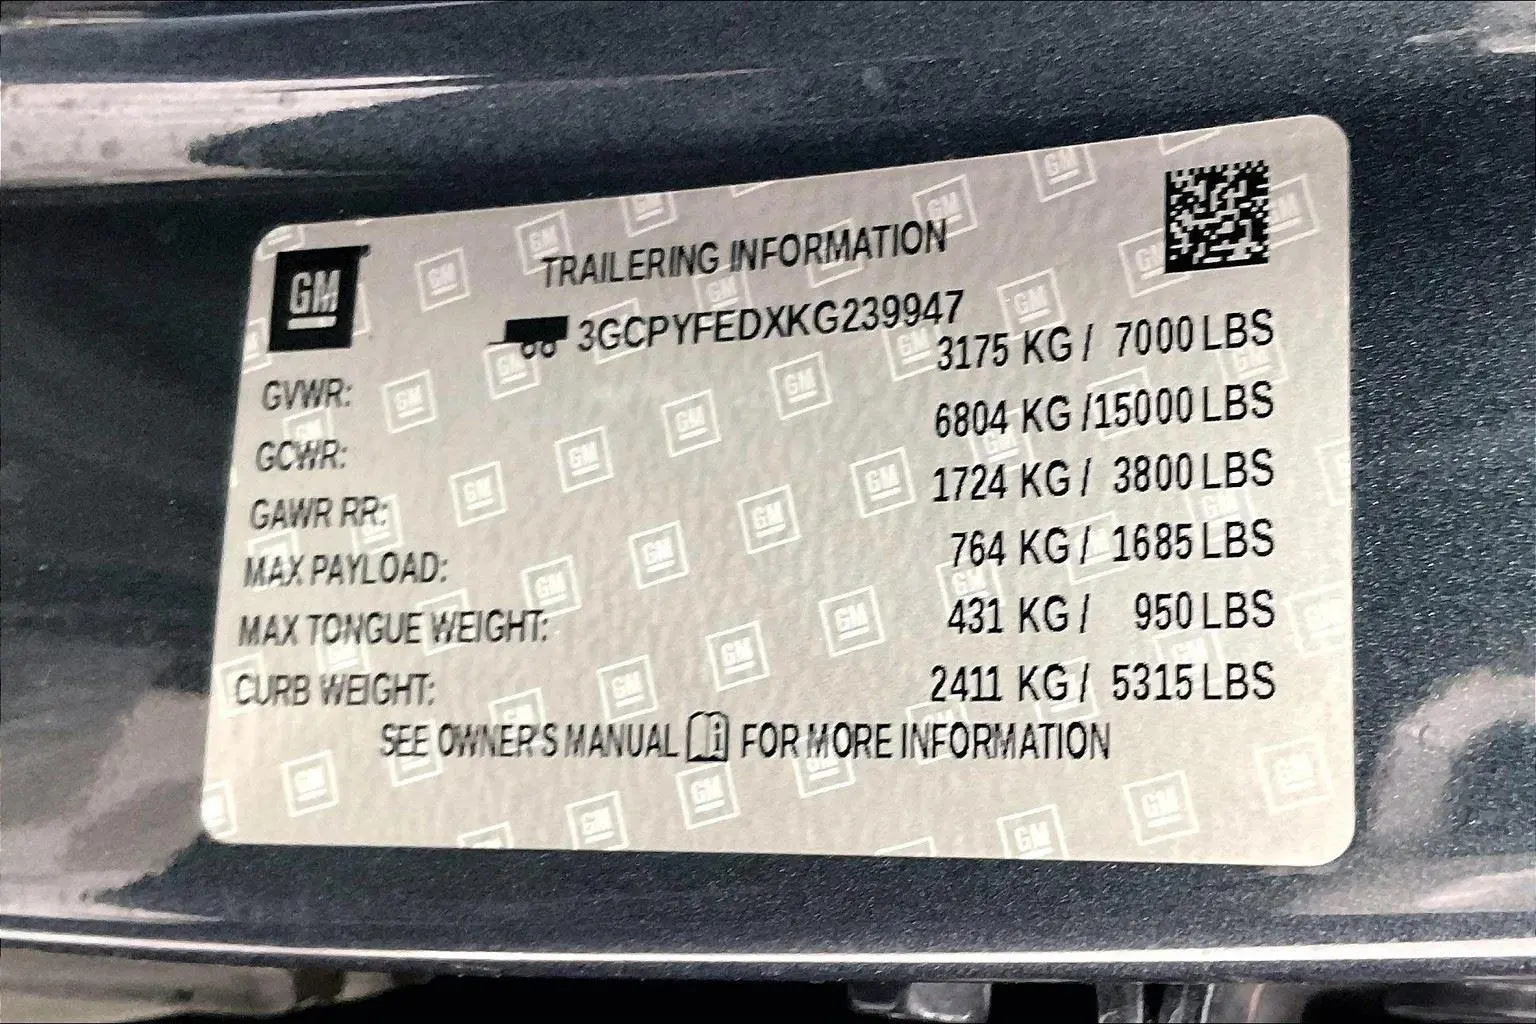 GM
TRAILERING INFORMATION
3GCPYFEDXKG239947
GVWR: 3175 KG / 7000 LBS
GCWR: 6804 KG /15000 LBS
GAWR RR: 1724 KG / 3800 LBS
MAX PAYLOAD: 764 KG / 1685 LBS
MAX TONGUE WEIGHT: 431 KG / 950 LBS
CURB WEIGHT: 2411 KG / 5315 LBS
SEE OWNER'S MANUAL FOR MORE INFORMATION